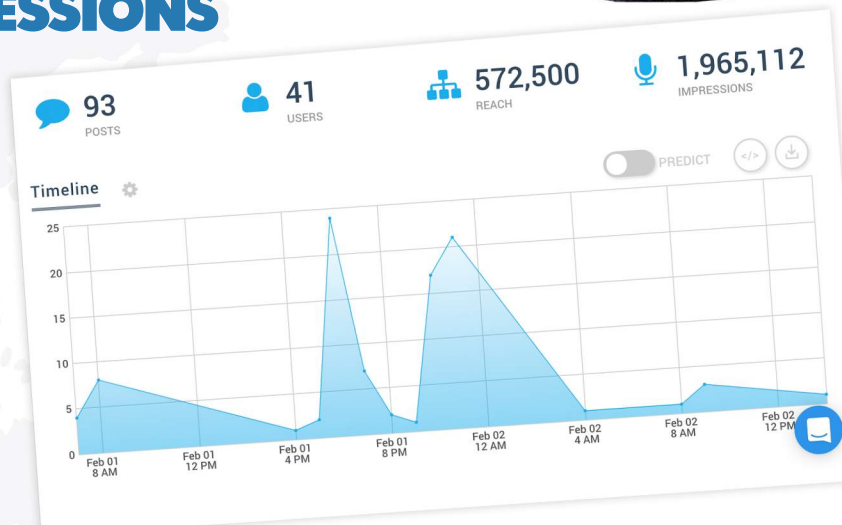 ESSIONS
93
POSTS
41
USERS
572,500
REACH
1,965,112
IMPRESSIONS
Timeline
PREDICT
</>
25
20
15
10
5
0
Feb 01
8 AM
Feb 01
12 PM
Feb 01
4 PM
Feb 01
8 PM
Feb 02
12 AM
Feb 02
4 AM
Feb 02
8 AM
Feb 02
12 PM